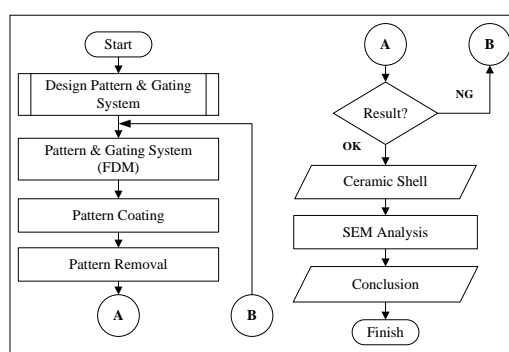 Start
Design Pattern & Gating
System
Pattern & Gating System
(FDM)
Pattern Coating
Pattern Removal
A
B
A
B
Result?
NG
OK
Ceramic Shell
SEM Analysis
Conclusion
Finish